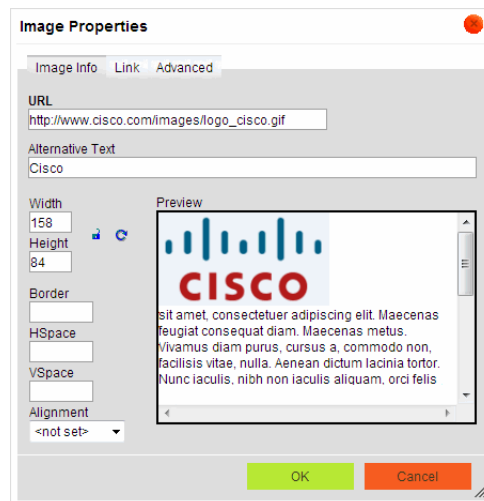 Image Properties
Image Info Link Advanced
URL
http://www.cisco.com/images/logo_cisco.gif
Alternative Text
Cisco
Width
158
Height
84
Border
HSpace
VSpace
Alignment
<not set>
Preview
CISCO
sit amet, consectetuer adipiscing elit. Maecenas
feugiat consequat diam. Maecenas metus.
Vivamus diam purus, cursus a, commodo non,
facilisis vitae, nulla. Aenean dictum lacinia tortor.
Nunc iaculis, nibh non iaculis aliquam, orci felis
OK Cancel